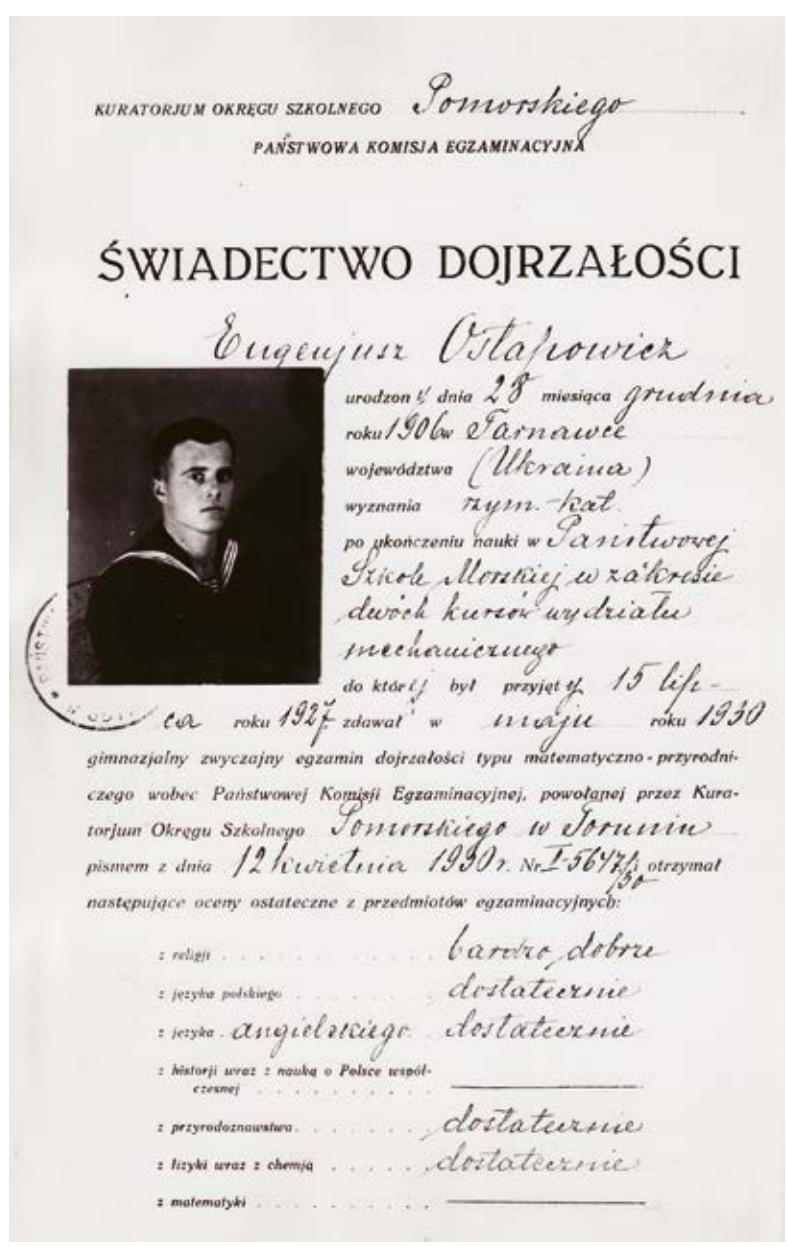 KURATORJUM OKRĘGU SZKOLNEGO Pomorskiego
PAŃSTWOWA KOMISJA EGZAMINACYJNA
ŚWIADECTWO DOJRZAŁOŚCI
Eugenjusz Ostapowicz
urodzony dnia 28 miesiąca grudnia
roku 1906 w Tarnawce
województwa (Ukraina)
wyznania rzym.-kat.
po ukończeniu nauki w Państwowej
Szkole Morskiej w zakresie
dwóch kursów wydziału
mechanicznego
do której był przyjęty 15 lip-
ca roku 1927 zdawał w maju roku 1930
gimnazjalny zwyczajny egzamin dojrzałości typu matematyczno-przyrodni-
czego wobec Państwowej Komisji Egzaminacyjnej, powołanej przez Kura-
torjum Okręgu Szkolnego Pomorskiego w Toruniu
pismem z dnia 12 kwietnia 1930 r. Nr. I-5647/30 i otrzymał
następujące oceny ostateczne z przedmiotów egzaminacyjnych:
z religji bardzo dobrze
z języka polskiego dostatecznie
z języka angielskiego dostatecznie
z historji wraz z nauką o Polsce współ-
czesnej
z przyrodoznawstwa dostatecznie
z fizyki wraz z chemją dostatecznie
z matematyki